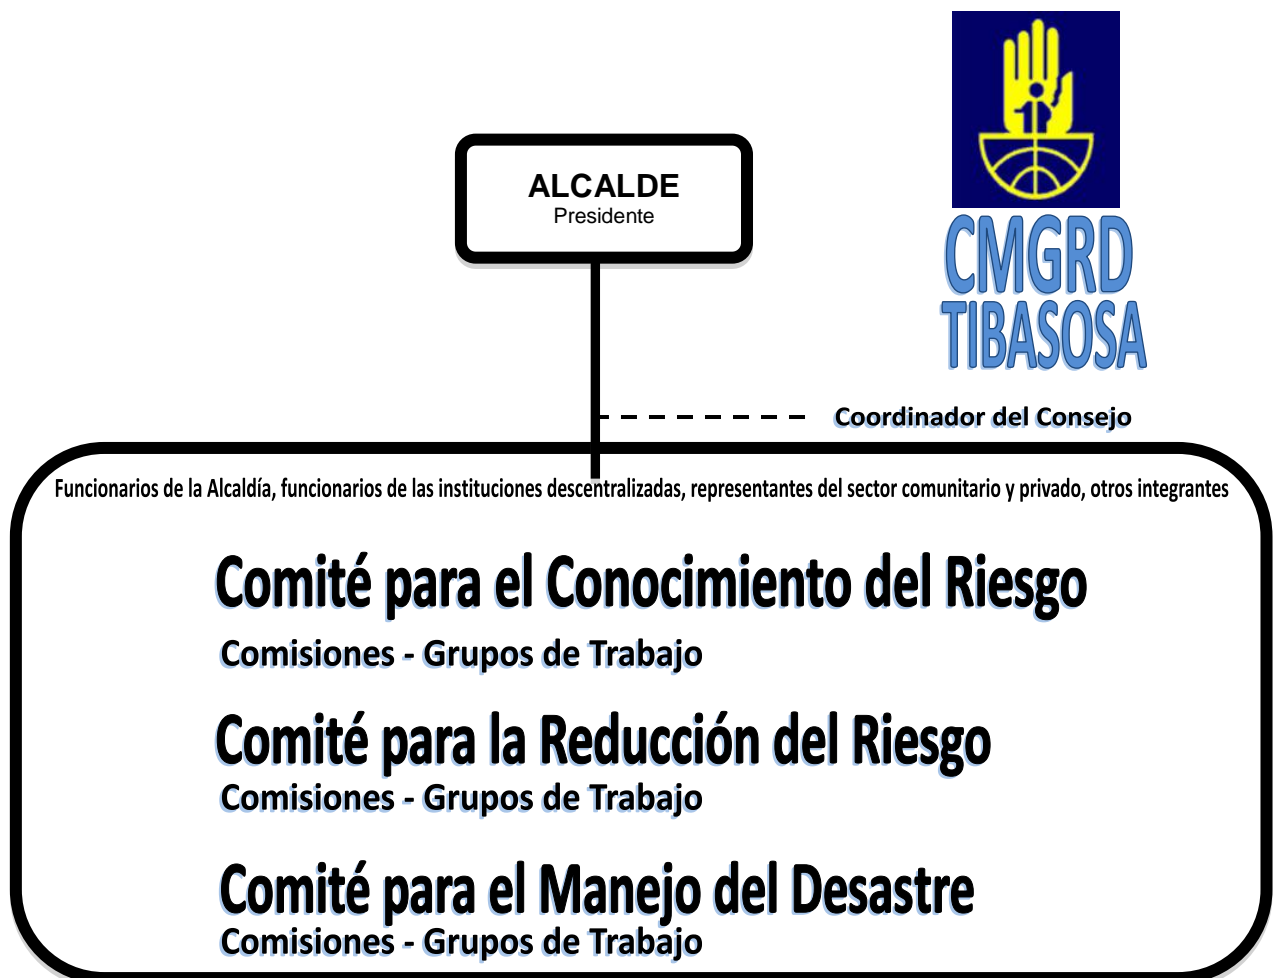 ALCALDE
Presidente
CMGRD
TIBASOSA
Coordinador del Consejo
Funcionarios de la Alcaldía, funcionarios de las instituciones descentralizadas, representantes del sector comunitario y privado, otros integrantes
Comité para el Conocimiento del Riesgo
Comisiones - Grupos de Trabajo
Comité para la Reducción del Riesgo
Comisiones - Grupos de Trabajo
Comité para el Manejo del Desastre
Comisiones - Grupos de Trabajo